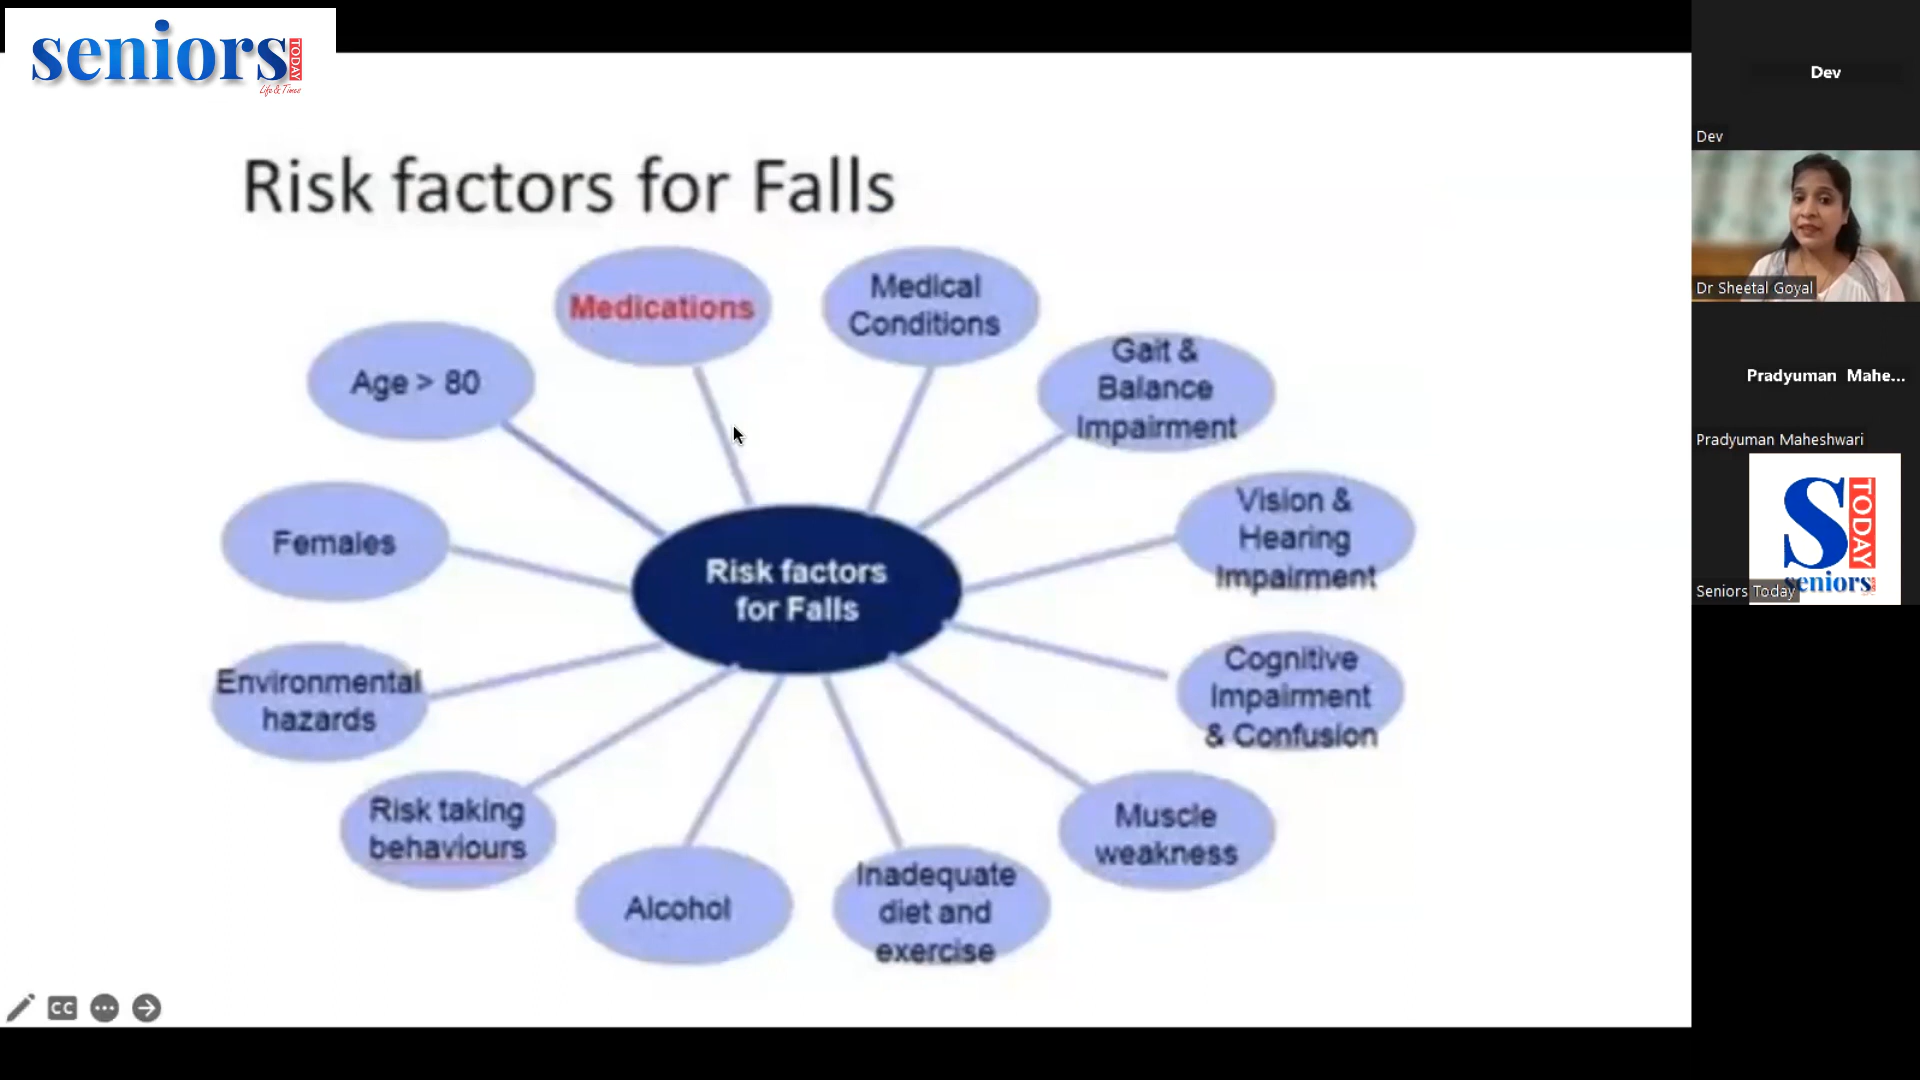 seniors
TODAY
Life & Times
Risk factors for Falls
Medications
Medical
Conditions
Age > 80
Gait &
Balance
Impairment
Females
Vision &
Hearing
Impairment
Risk factors
for Falls
Environmental
hazards
Cognitive
Impairment
& Confusion
Risk taking
behaviours
Muscle
weakness
Alcohol
Inadequate
diet and
exercise
CC
Dev
Dev
Dr Sheetal Goyal
Pradyuman Mahe...
Pradyuman Maheshwari
S
TODAY
seniors
Seniors Today